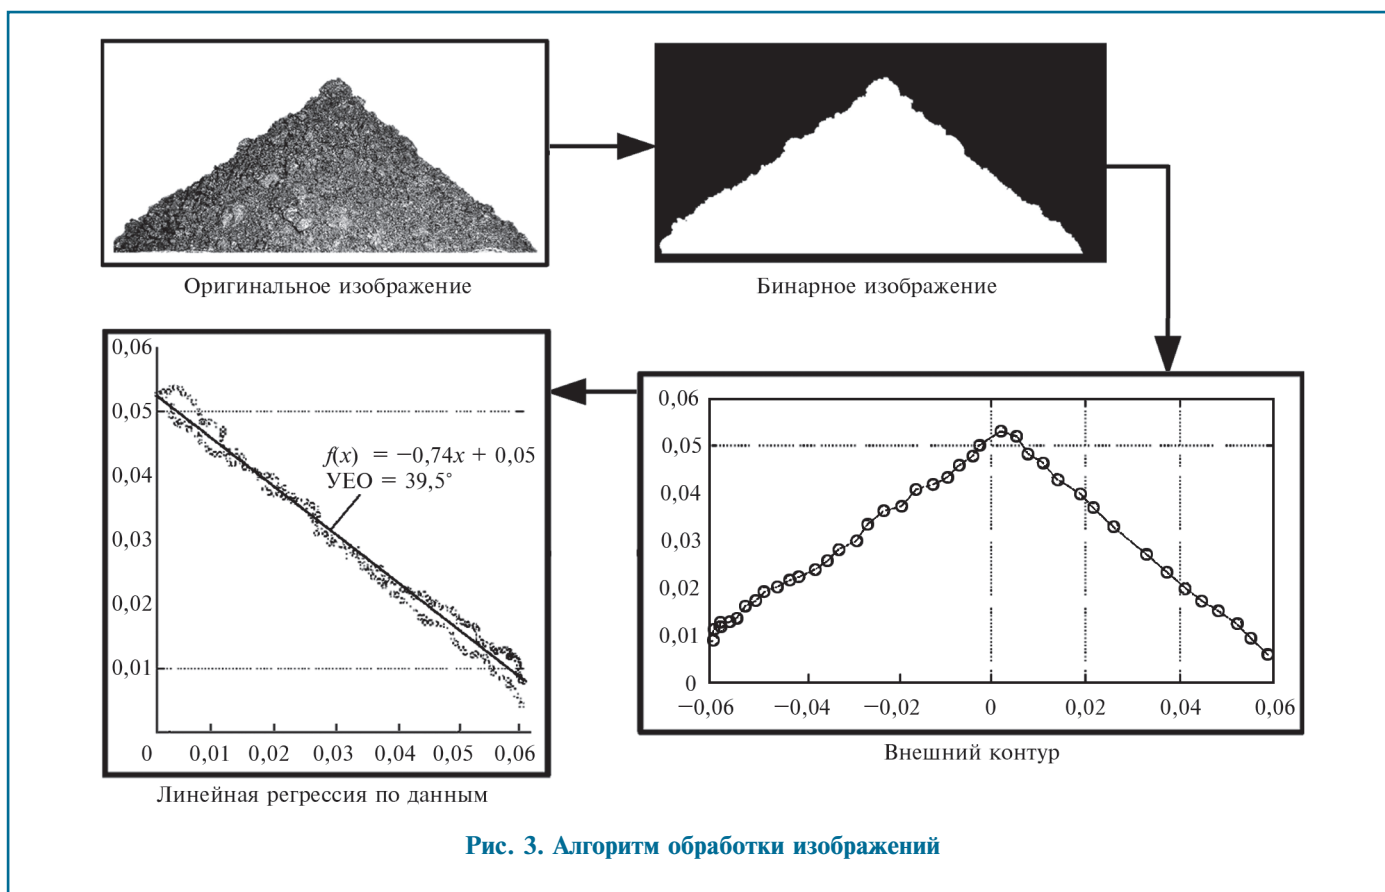 Оригинальное изображение
Бинарное изображение
0,06
0,05
0,04
0,03
0,02
0,01
f(x) = −0,74x + 0,05
УЕО = 39,5°
0 0,01 0,02 0,03 0,04 0,05 0,06
Линейная регрессия по данным
0,06
0,05
0,04
0,03
0,02
0,01
0
−0,06 −0,04 −0,02 0 0,02 0,04 0,06
Внешний контур
Рис. 3. Алгоритм обработки изображений